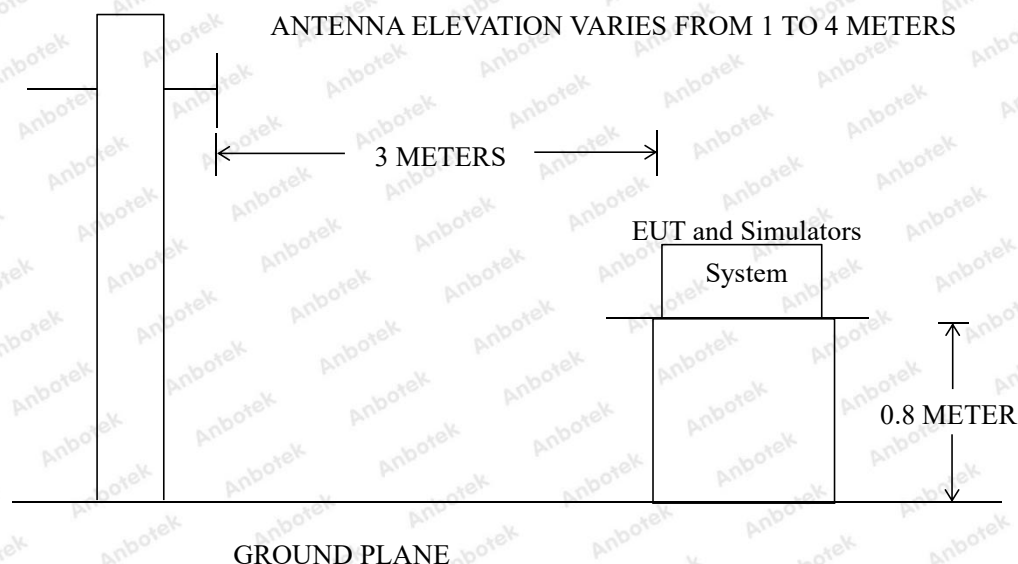 ANTENNA ELEVATION VARIES FROM 1 TO 4 METERS
3 METERS
EUT and Simulators
System
0.8 METER
GROUND PLANE
Anbotek